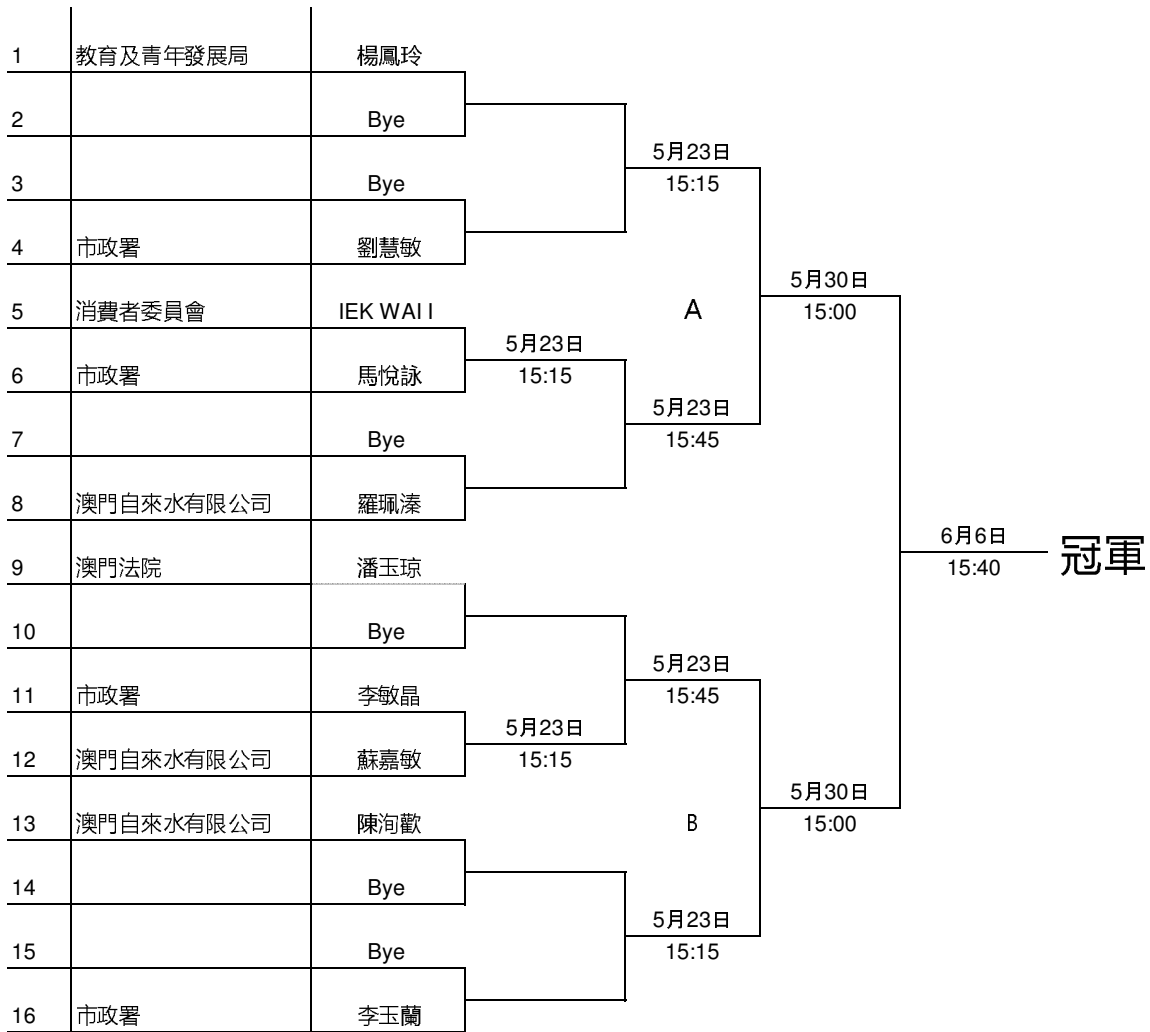 1 教育及青年發展局 楊鳳玲
2 Bye
5月23日
3 Bye
15:15
4 市政署 劉慧敏
5月30日
5 消費者委員會 IEK WAI I
A
15:00
5月23日
6 市政署 馬悅詠
15:15
5月23日
7 Bye
15:45
8 澳門自來水有限公司 羅珮溱
6月6日
冠軍
9 澳門法院 潘玉琼
15:40
10 Bye
5月23日
11 市政署 李敏晶
15:45
5月23日
12 澳門自來水有限公司 蘇嘉敏
15:15
5月30日
13 澳門自來水有限公司 陳洵歡
B
15:00
14 Bye
5月23日
15 Bye
15:15
16 市政署 李玉蘭